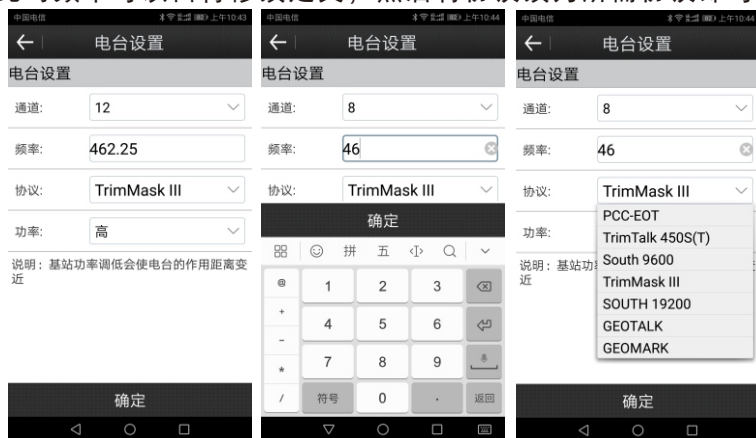 中国电信 上午10:43
电台设置
电台设置
通道: 12
频率: 462.25
协议: TrimMask III
功率: 高
说明：基站功率调低会使电台的作用距离变
近
确定
中国电信 上午10:44
电台设置
电台设置
通道: 8
频率: 46
协议: TrimMask III
确定
拼 五
@ 1 2 3
+ 4 5 6
-
* 7 8 9
/ 符号 0 . 返回
中国电信 上午10:44
电台设置
电台设置
通道: 8
频率: 46
协议: TrimMask III
功率:
PCC-EOT
TrimTalk 450S(T)
South 9600
TrimMask III
SOUTH 19200
GEOTALK
GEOMARK
说明：基站功
近
确定